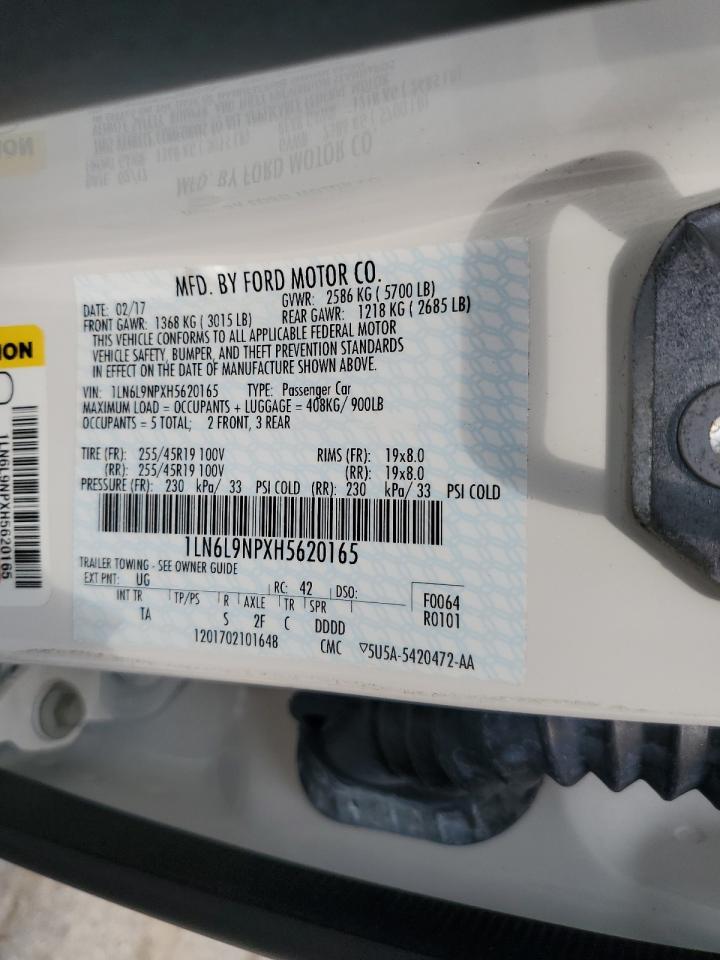 MFD. BY FORD MOTOR CO.
DATE: 02/17 GVWR: 2586 KG ( 5700 LB)
FRONT GAWR: 1368 KG ( 3015 LB) REAR GAWR: 1218 KG ( 2685 LB)
THIS VEHICLE CONFORMS TO ALL APPLICABLE FEDERAL MOTOR
VEHICLE SAFETY, BUMPER, AND THEFT PREVENTION STANDARDS
IN EFFECT ON THE DATE OF MANUFACTURE SHOWN ABOVE.
VIN: 1LN6L9NPXH5620165 TYPE: Passenger Car
MAXIMUM LOAD = OCCUPANTS + LUGGAGE = 408KG/ 900LB
OCCUPANTS = 5 TOTAL; 2 FRONT, 3 REAR
TIRE (FR): 255/45R19 100V RIMS (FR): 19x8.0
(RR): 255/45R19 100V (RR): 19x8.0
PRESSURE (FR): 230 kPa/ 33 PSI COLD (RR): 230 kPa/ 33 PSI COLD
1LN6L9NPXH5620165
TRAILER TOWING - SEE OWNER GUIDE
EXT PNT: UG RC: 42 DSO:
INT TR TP/PS R AXLE TR SPR F0064
TA S 2F C DDDD R0101
1201702101648 CMC ▽5U5A-5420472-AA
ION
1LN6L9NPXH5620165